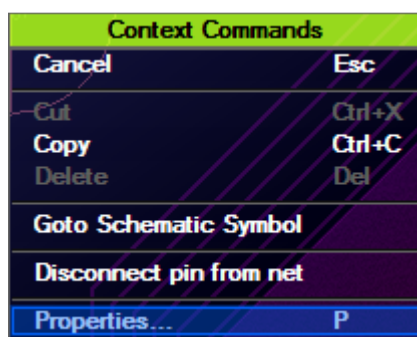 Context Commands
Cancel Esc
Cut Ctrl+X
Copy Ctrl+C
Delete Del
Goto Schematic Symbol
Disconnect pin from net
Properties... P